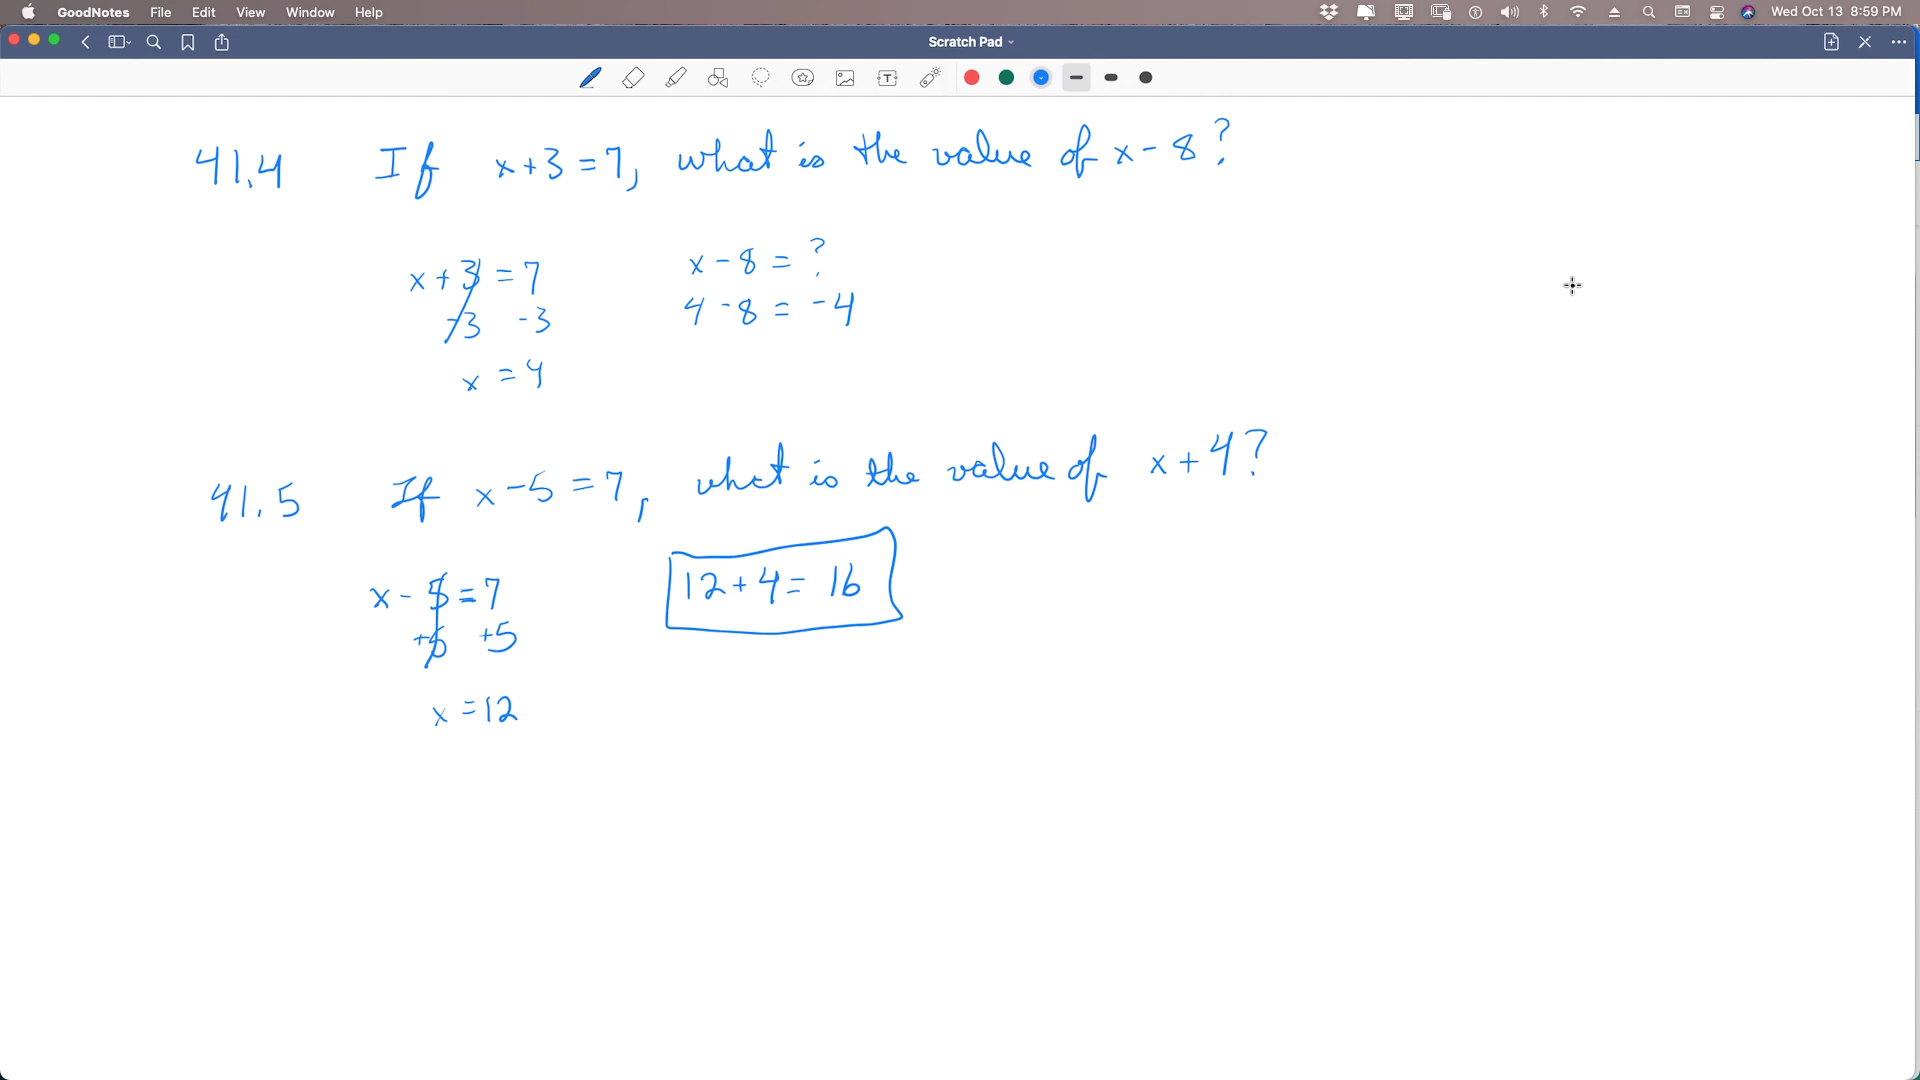 GoodNotes File Edit View Window Help Wed Oct 13 8:59 PM
Scratch Pad
41.4 If x+3=7, what is the value of x-8?
x+3=7 x-8=?
-3 -3 4-8=-4
x=4
41.5 If x-5=7, what is the value of x+4?
x-5=7 12+4=16
+5 +5
x=12